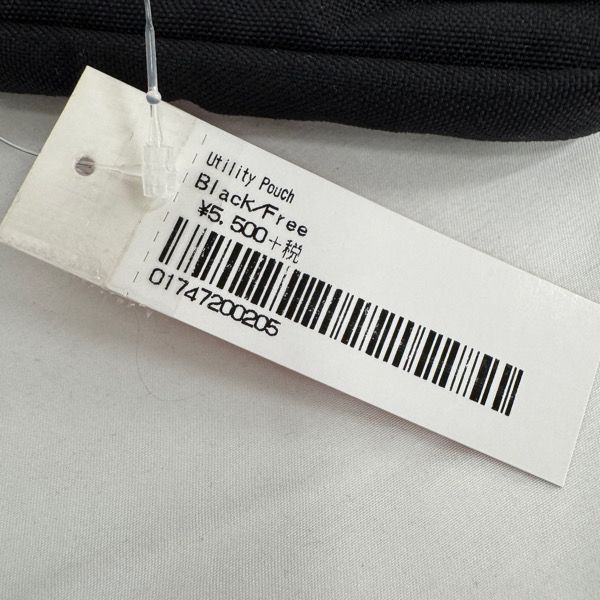 Utility Pouch
Black/Free
¥5,500+税
01747200205